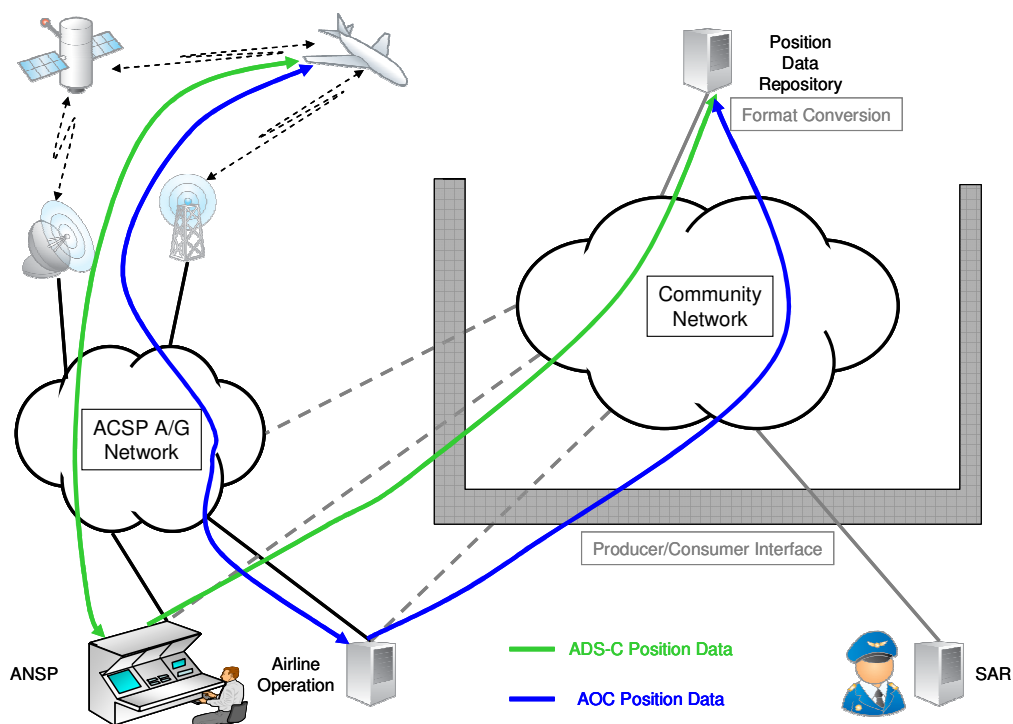 Position
Data
Repository
Format Conversion
Community
Network
ACSP A/G
Network
Producer/Consumer Interface
ANSP
Airline
Operation
ADS-C Position Data
AOC Position Data
SAR